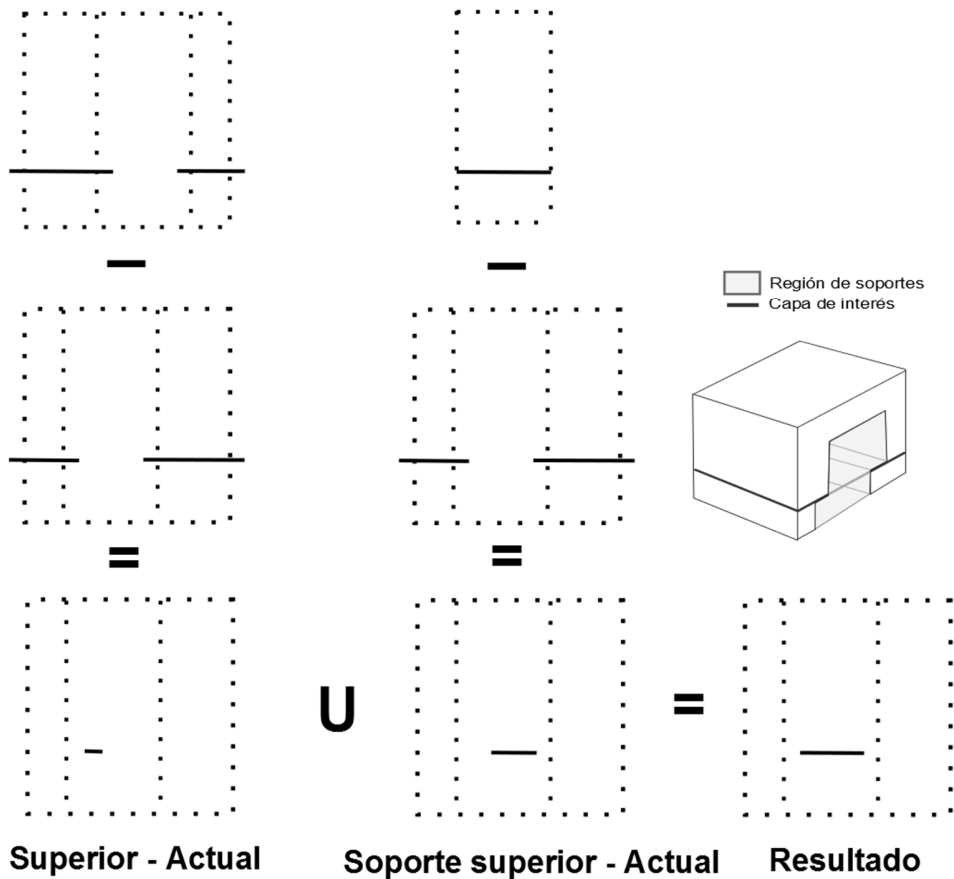 Región de soportes
Capa de interés
U
Superior - Actual
Soporte superior - Actual
Resultado